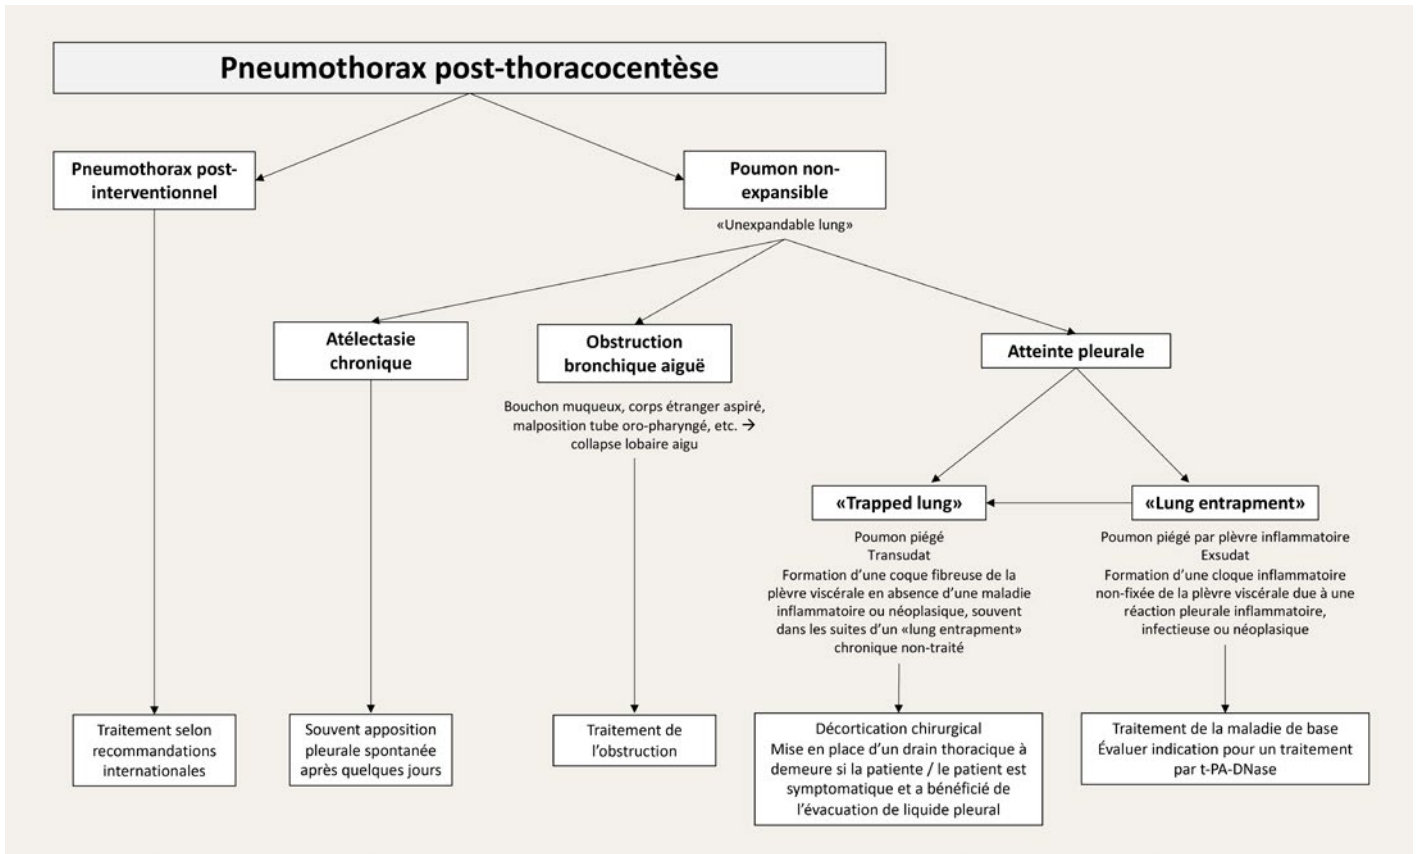 Pneumothorax post-thoracocentèse
Pneumothorax post-
interventionnel
Poumon non-
expansible
«Unexpandable lung»
Atélectasie
chronique
Obstruction
bronchique aiguë
Bouchon muqueux, corps étranger aspiré,
malposition tube oro-pharyngé, etc. →
collapse lobaire aigu
Atteinte pleurale
«Trapped lung»
Poumon piégé
Transudat
Formation d’une coque fibreuse de la
plèvre viscérale en absence d’une maladie
inflammatoire ou néoplasique, souvent
dans les suites d’un «lung entrapment»
chronique non-traité
«Lung entrapment»
Poumon piégé par plèvre inflammatoire
Exsudat
Formation d’une cloque inflammatoire
non-fixée de la plèvre viscérale due à une
réaction pleurale inflammatoire,
infectieuse ou néoplasique
Traitement selon
recommandations
internationales
Souvent apposition
pleurale spontanée
après quelques jours
Traitement de
l’obstruction
Décortication chirurgical
Mise en place d’un drain thoracique à
demeure si la patiente / le patient est
symptomatique et a bénéficié de
l’évacuation de liquide pleural
Traitement de la maladie de base
Évaluer indication pour un traitement
par t-PA-DNase